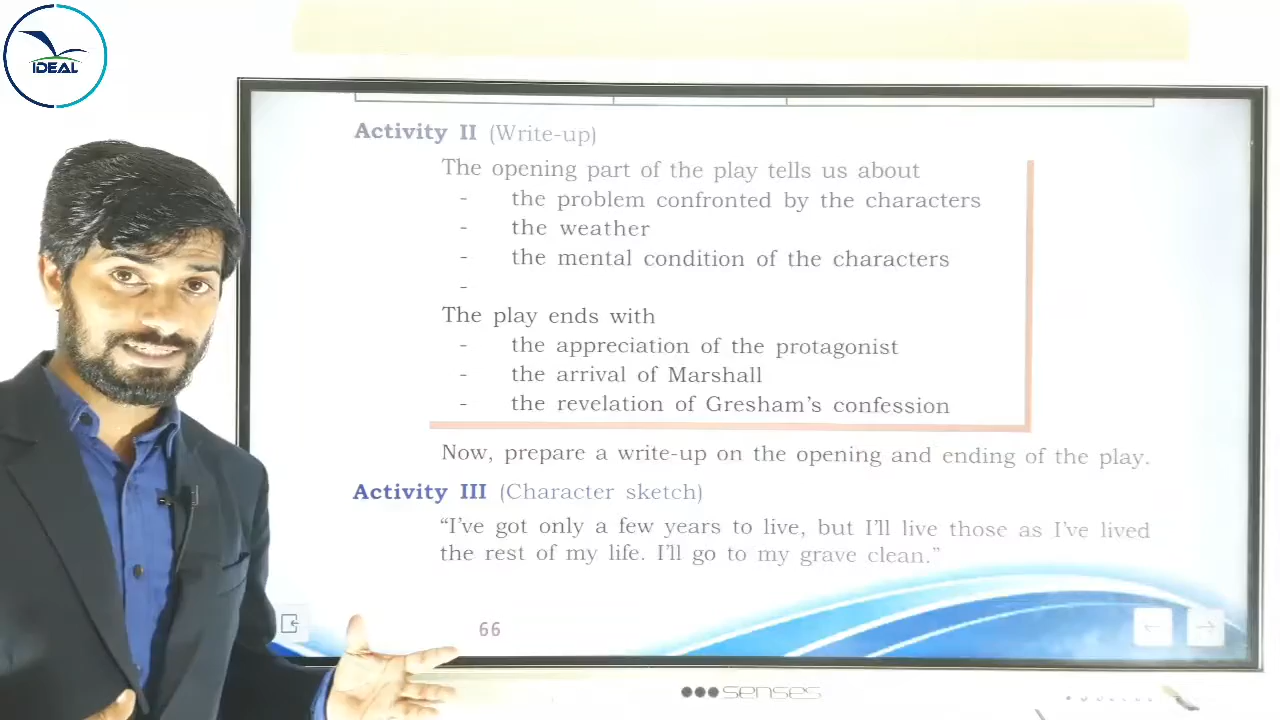 IDEAL
Activity II (Write-up)
The opening part of the play tells us about
- the problem confronted by the characters
- the weather
- the mental condition of the characters
-
The play ends with
- the appreciation of the protagonist
- the arrival of Marshall
- the revelation of Gresham's confession
Now, prepare a write-up on the opening and ending of the play.
Activity III (Character sketch)
"I've got only a few years to live, but I'll live those as I've lived
the rest of my life. I'll go to my grave clean."
66
senses